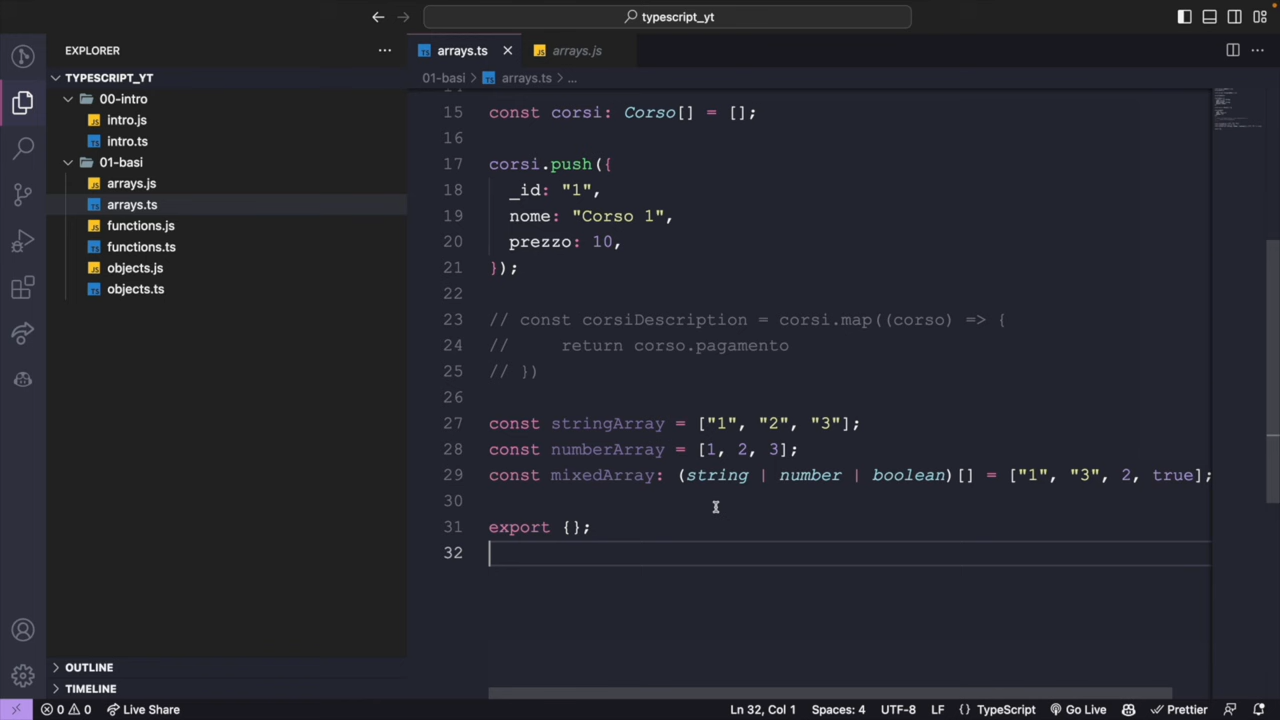 typescript_yt
EXPLORER
TYPESCRIPT_YT
00-intro
intro.js
intro.ts
01-basi
arrays.js
arrays.ts
functions.js
functions.ts
objects.js
objects.ts
OUTLINE
TIMELINE
TS arrays.ts
JS arrays.js
01-basi > TS arrays.ts > ...
15 const corsi: Corso[] = [];
16
17 corsi.push({
18 _id: "1",
19 nome: "Corso 1",
20 prezzo: 10,
21 });
22
23 // const corsiDescription = corsi.map((corso) => {
24 // return corso.pagamento
25 // })
26
27 const stringArray = ["1", "2", "3"];
28 const numberArray = [1, 2, 3];
29 const mixedArray: (string | number | boolean)[] = ["1", "3", 2, true];
30
31 export {};
32
0 0 Live Share Ln 32, Col 1 Spaces: 4 UTF-8 LF {} TypeScript Go Live Prettier